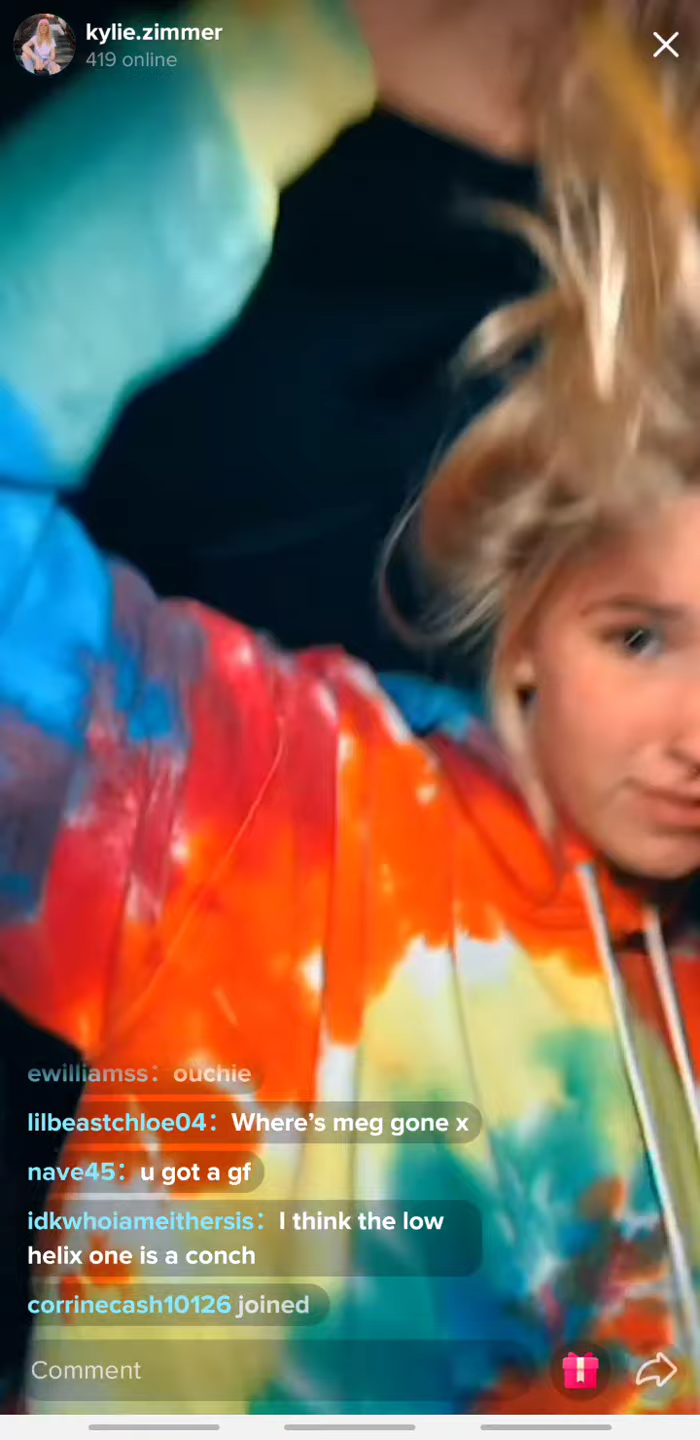 kylie.zimmer
419 online
ewilliamss: ouchie
lilbeastchloe04: Where's meg gone x
nave45: u got a gf
idkwhoiameithersis: I think the low
helix one is a conch
corrinecash10126 joined
Comment